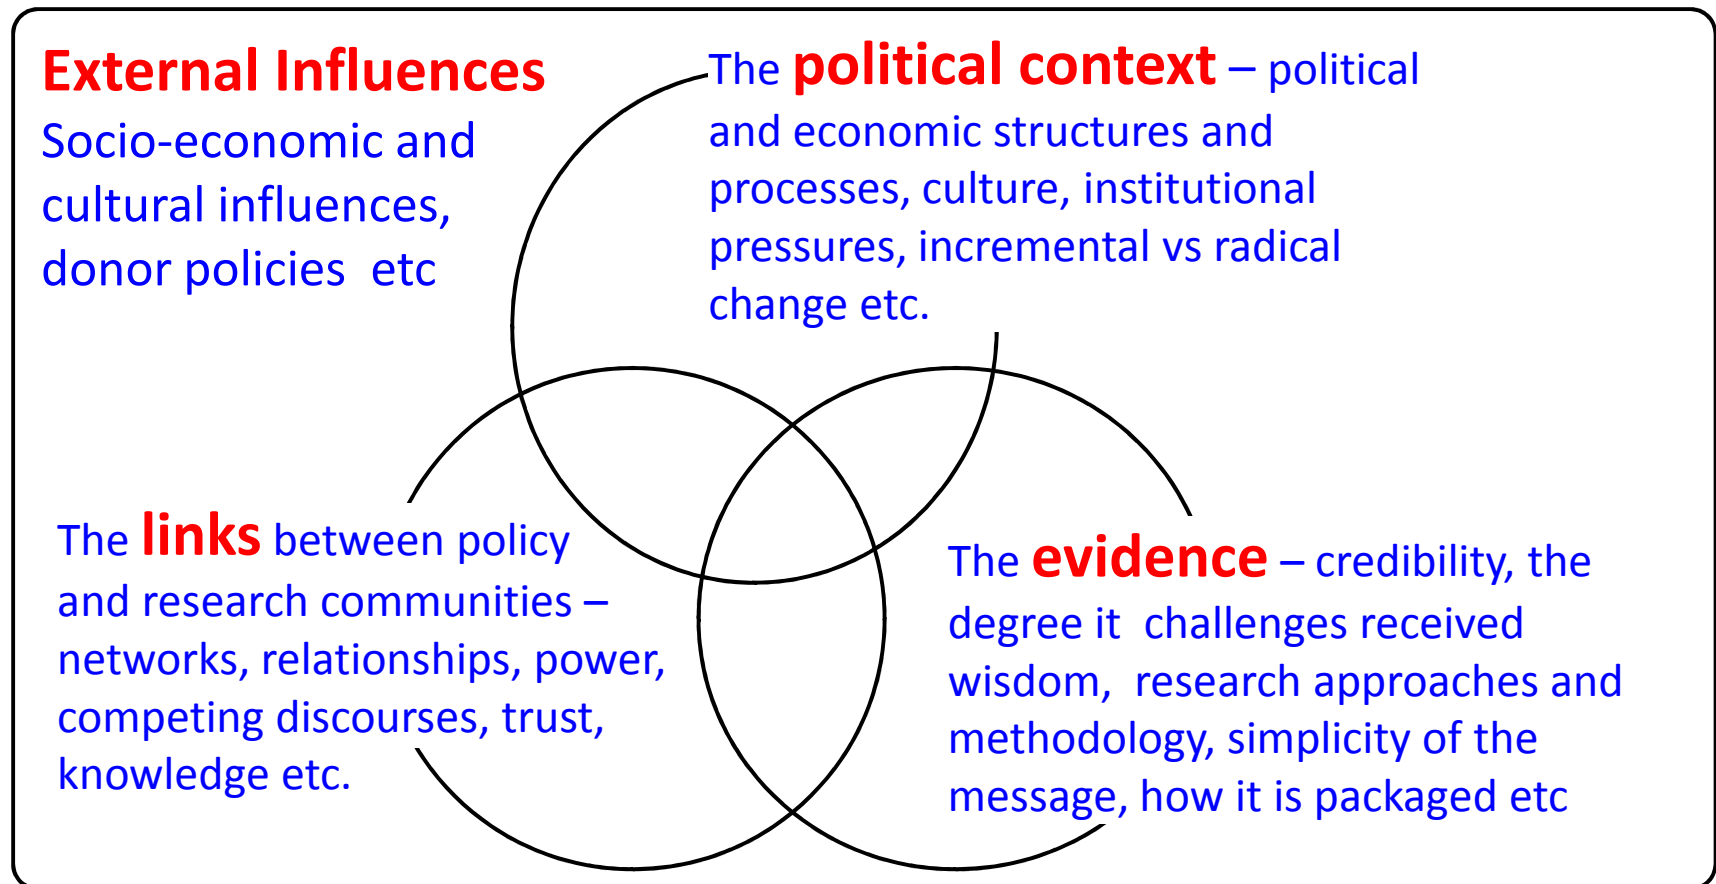 External Influences
Socio-economic and
cultural influences,
donor policies  etc
The political context – political
and economic structures and
processes, culture, institutional
pressures, incremental vs radical
change etc.
The links between policy
and research communities –
networks, relationships, power,
competing discourses, trust,
knowledge etc.
The evidence – credibility, the
degree it  challenges received
wisdom,  research approaches and
methodology, simplicity of the
message, how it is packaged etc